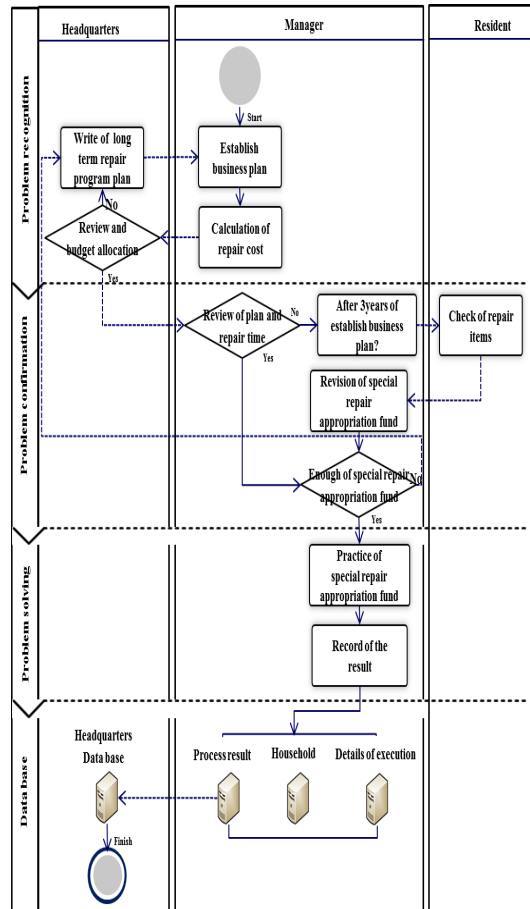 Headquarters
Manager
Resident
Problem recognition
Start
Write of long
term repair
program plan
Establish
business plan
No
Review and
budget allocation
Calculation of
repair cost
Yes
Problem confirmation
Review of plan and
repair time
No
After 3years of
establish business
plan?
Check of repair
items
Yes
Revision of special
repair
appropriation fund
Enough of special repair
appropriation fund
No
Yes
Problem solving
Practice of
special repair
appropriation fund
Record of the
result
Data base
Headquarters
Data base
Process result
Household
Details of execution
Finish